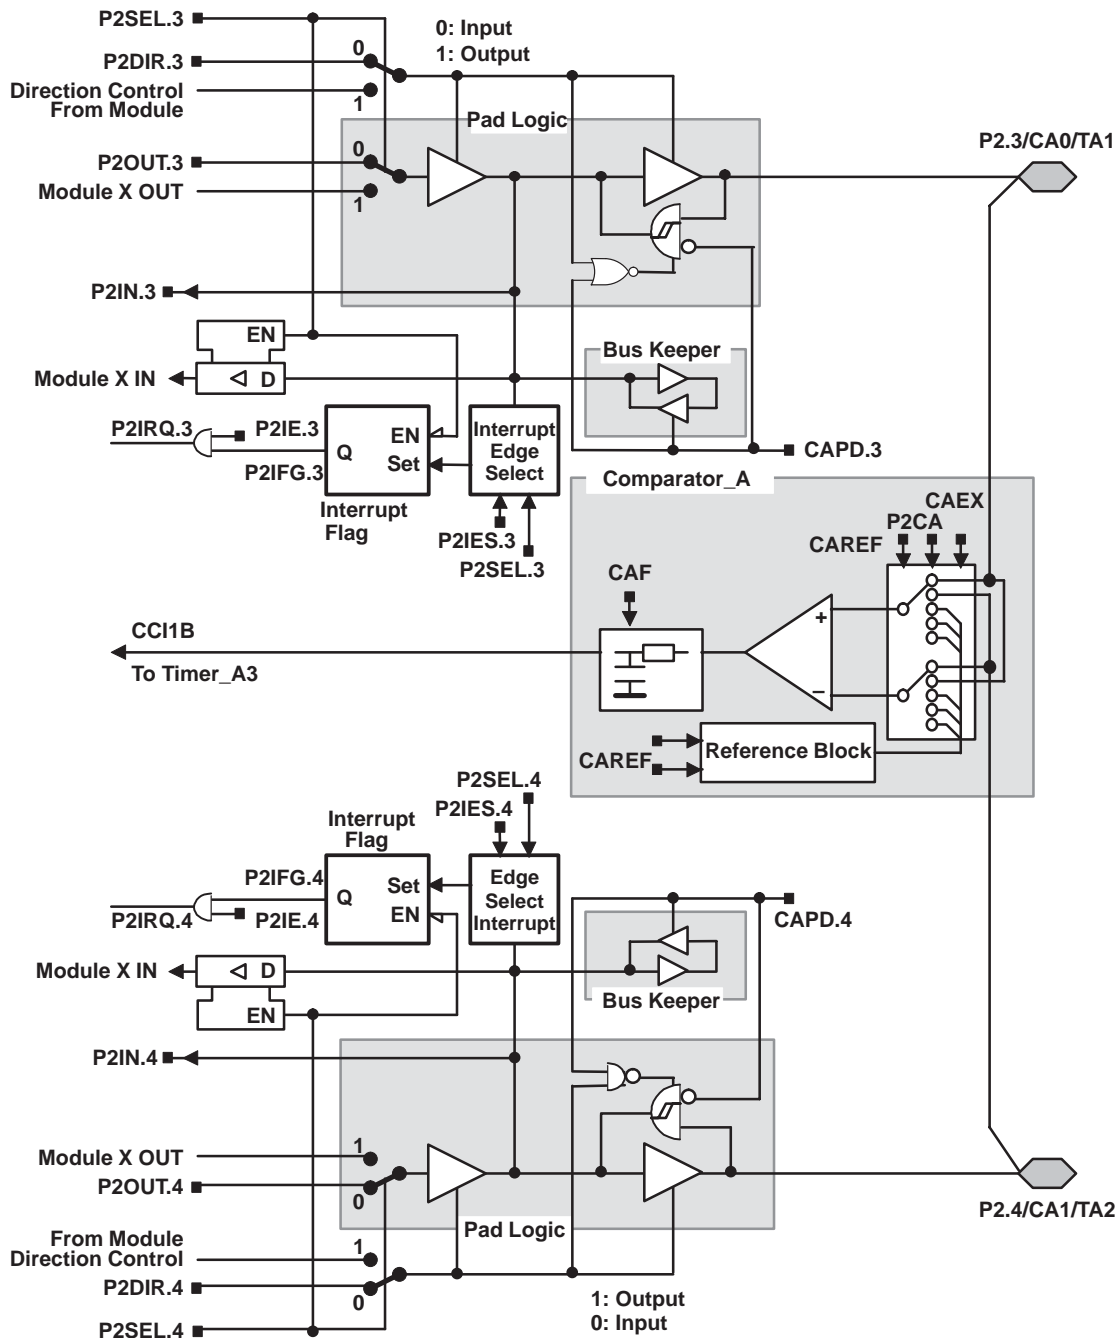 P2SEL.3
0: Input
1: Output
P2DIR.3
0
Direction Control
From Module
1
Pad Logic
P2.3/CA0/TA1
P2OUT.3
0
Module X OUT
1
P2IN.3
EN
Bus Keeper
Module X IN
D
P2IRQ.3
P2IE.3
P2IFG.3
Q
EN
Set
Interrupt
Edge
Select
CAPD.3
Interrupt
Flag
P2IES.3
P2SEL.3
Comparator_A
CAEX
P2CA
CAREF
CAF
CCI1B
To Timer_A3
+
−
Reference Block
CAREF
P2SEL.4
P2IES.4
Interrupt
Flag
P2IFG.4
P2IRQ.4
P2IE.4
Q
Set
EN
Edge
Select
Interrupt
CAPD.4
Module X IN
D
EN
Bus Keeper
P2IN.4
Module X OUT
1
P2OUT.4
0
Pad Logic
P2.4/CA1/TA2
From Module
Direction Control
1
P2DIR.4
0
1: Output
0: Input
P2SEL.4